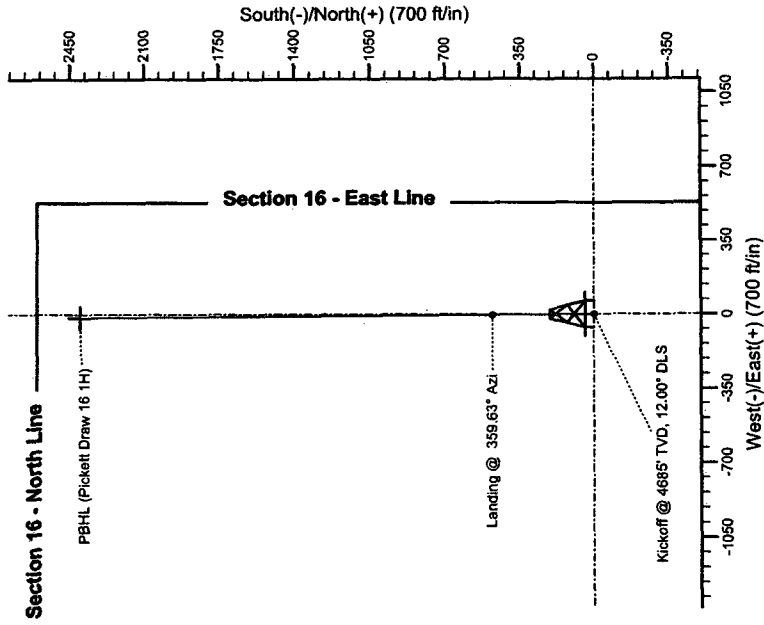 South(-)/North(+) (700 ft/in)
2450
2100
1750
1400
1050
700
350
0
-350
Section 16 - North Line
Section 16 - East Line
PBHL (Pickett Draw 16 1H)
Landing @ 359.63° Azi
Kickoff @ 4685' TVD, 12.00° DLS
1050
700
350
0
-350
-700
-1050
West(-)/East(+) (700 ft/in)